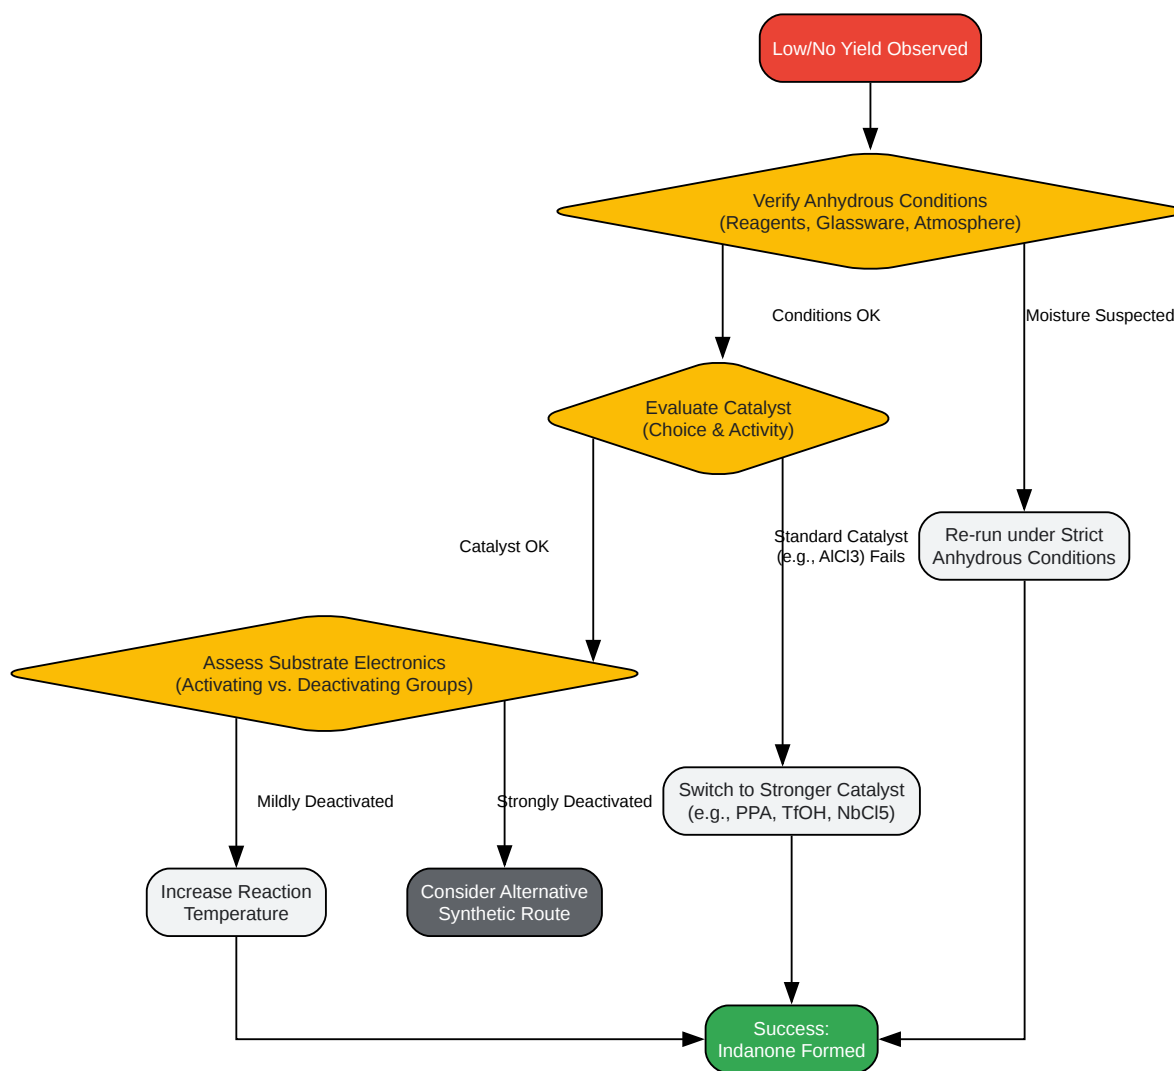 Low/No Yield Observed
Verify Anhydrous Conditions
(Reagents, Glassware, Atmosphere)
Conditions OK
Moisture Suspected
Evaluate Catalyst
(Choice & Activity)
Catalyst OK
Standard Catalyst
(e.g., AlCl3) Fails
Re-run under Strict
Anhydrous Conditions
Assess Substrate Electronics
(Activating vs. Deactivating Groups)
Mildly Deactivated
Strongly Deactivated
Switch to Stronger Catalyst
(e.g., PPA, TfOH, NbCl5)
Increase Reaction
Temperature
Consider Alternative
Synthetic Route
Success:
Indanone Formed